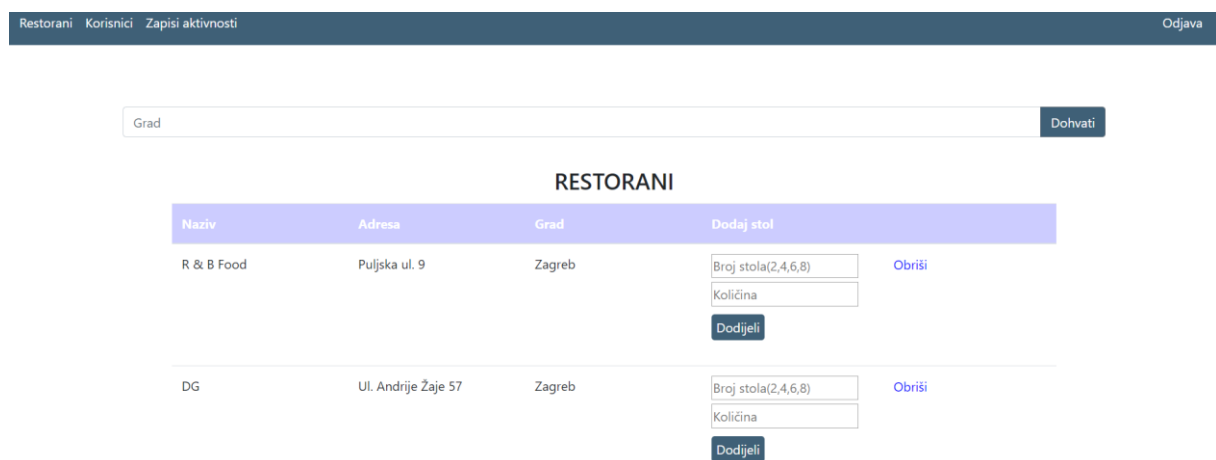 Restorani Korisnici Zapisi aktivnosti Odjava
Grad Dohvati
RESTORANI
Naziv Adresa Grad Dodaj stol
R & B Food Puljska ul. 9 Zagreb Broj stola(2,4,6,8) Obriši
Količina
Dodijeli
DG Ul. Andrije Žaje 57 Zagreb Broj stola(2,4,6,8) Obriši
Količina
Dodijeli